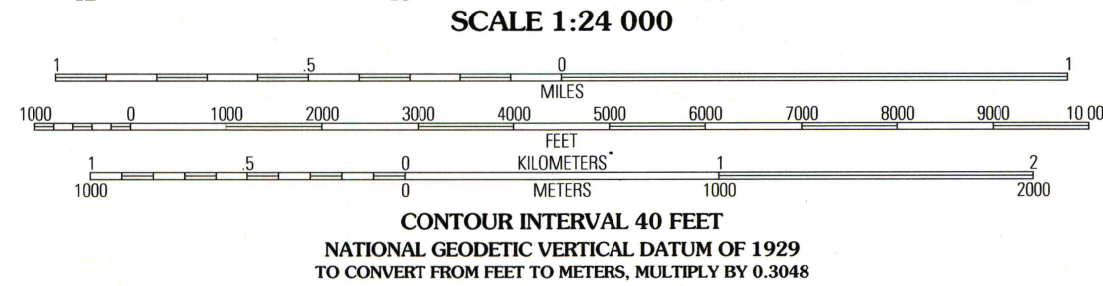 SCALE 1:24 000
1 .5 0 1
MILES
1000 0 1000 2000 3000 4000 5000 6000 7000 8000 9000 10 00
FEET
1 .5 0 KILOMETERS 1 2
1000 0 METERS 1000 2000
CONTOUR INTERVAL 40 FEET
NATIONAL GEODETIC VERTICAL DATUM OF 1929
TO CONVERT FROM FEET TO METERS, MULTIPLY BY 0.3048